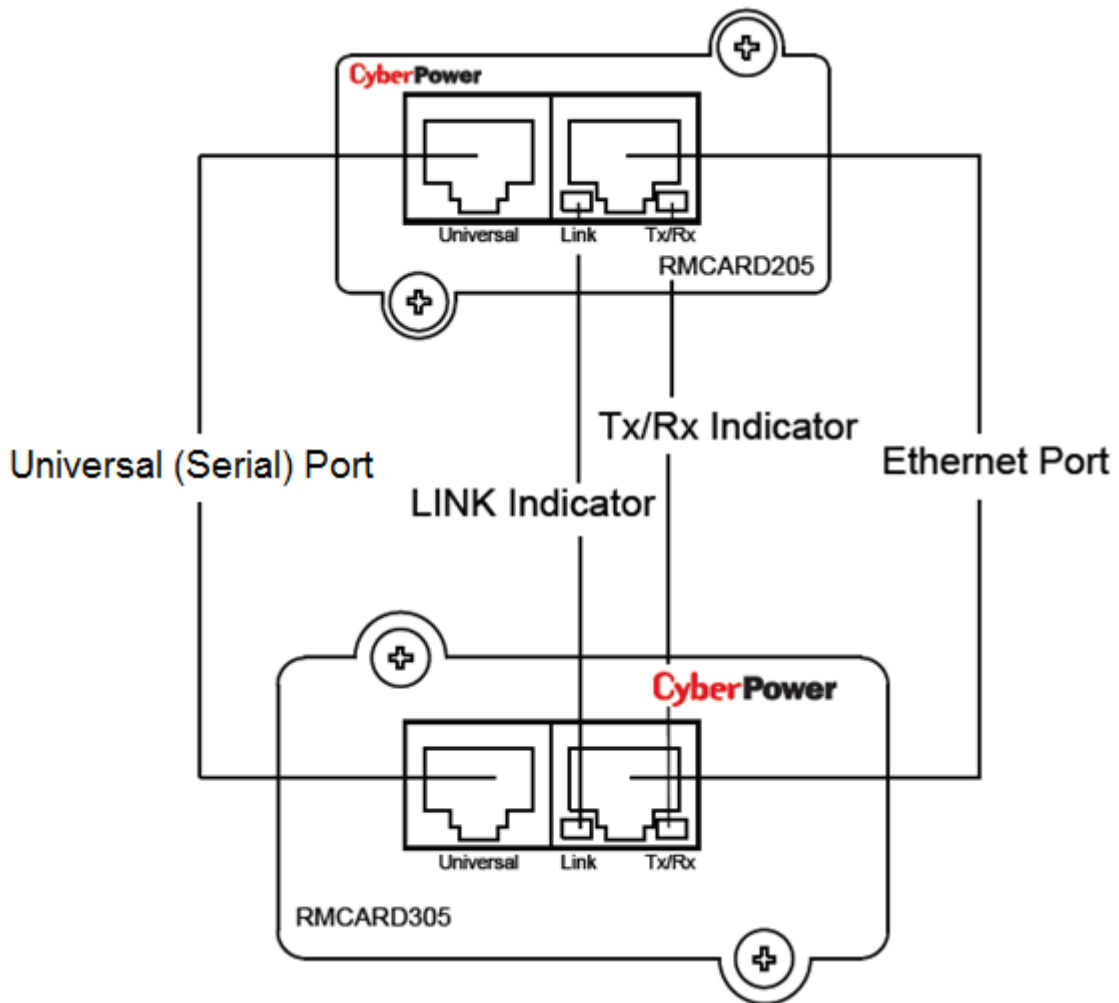 CyberPower
Universal Link Tx/Rx
RMCARD205
Tx/Rx Indicator
Universal (Serial) Port
Ethernet Port
LINK Indicator
CyberPower
Universal Link Tx/Rx
RMCARD305